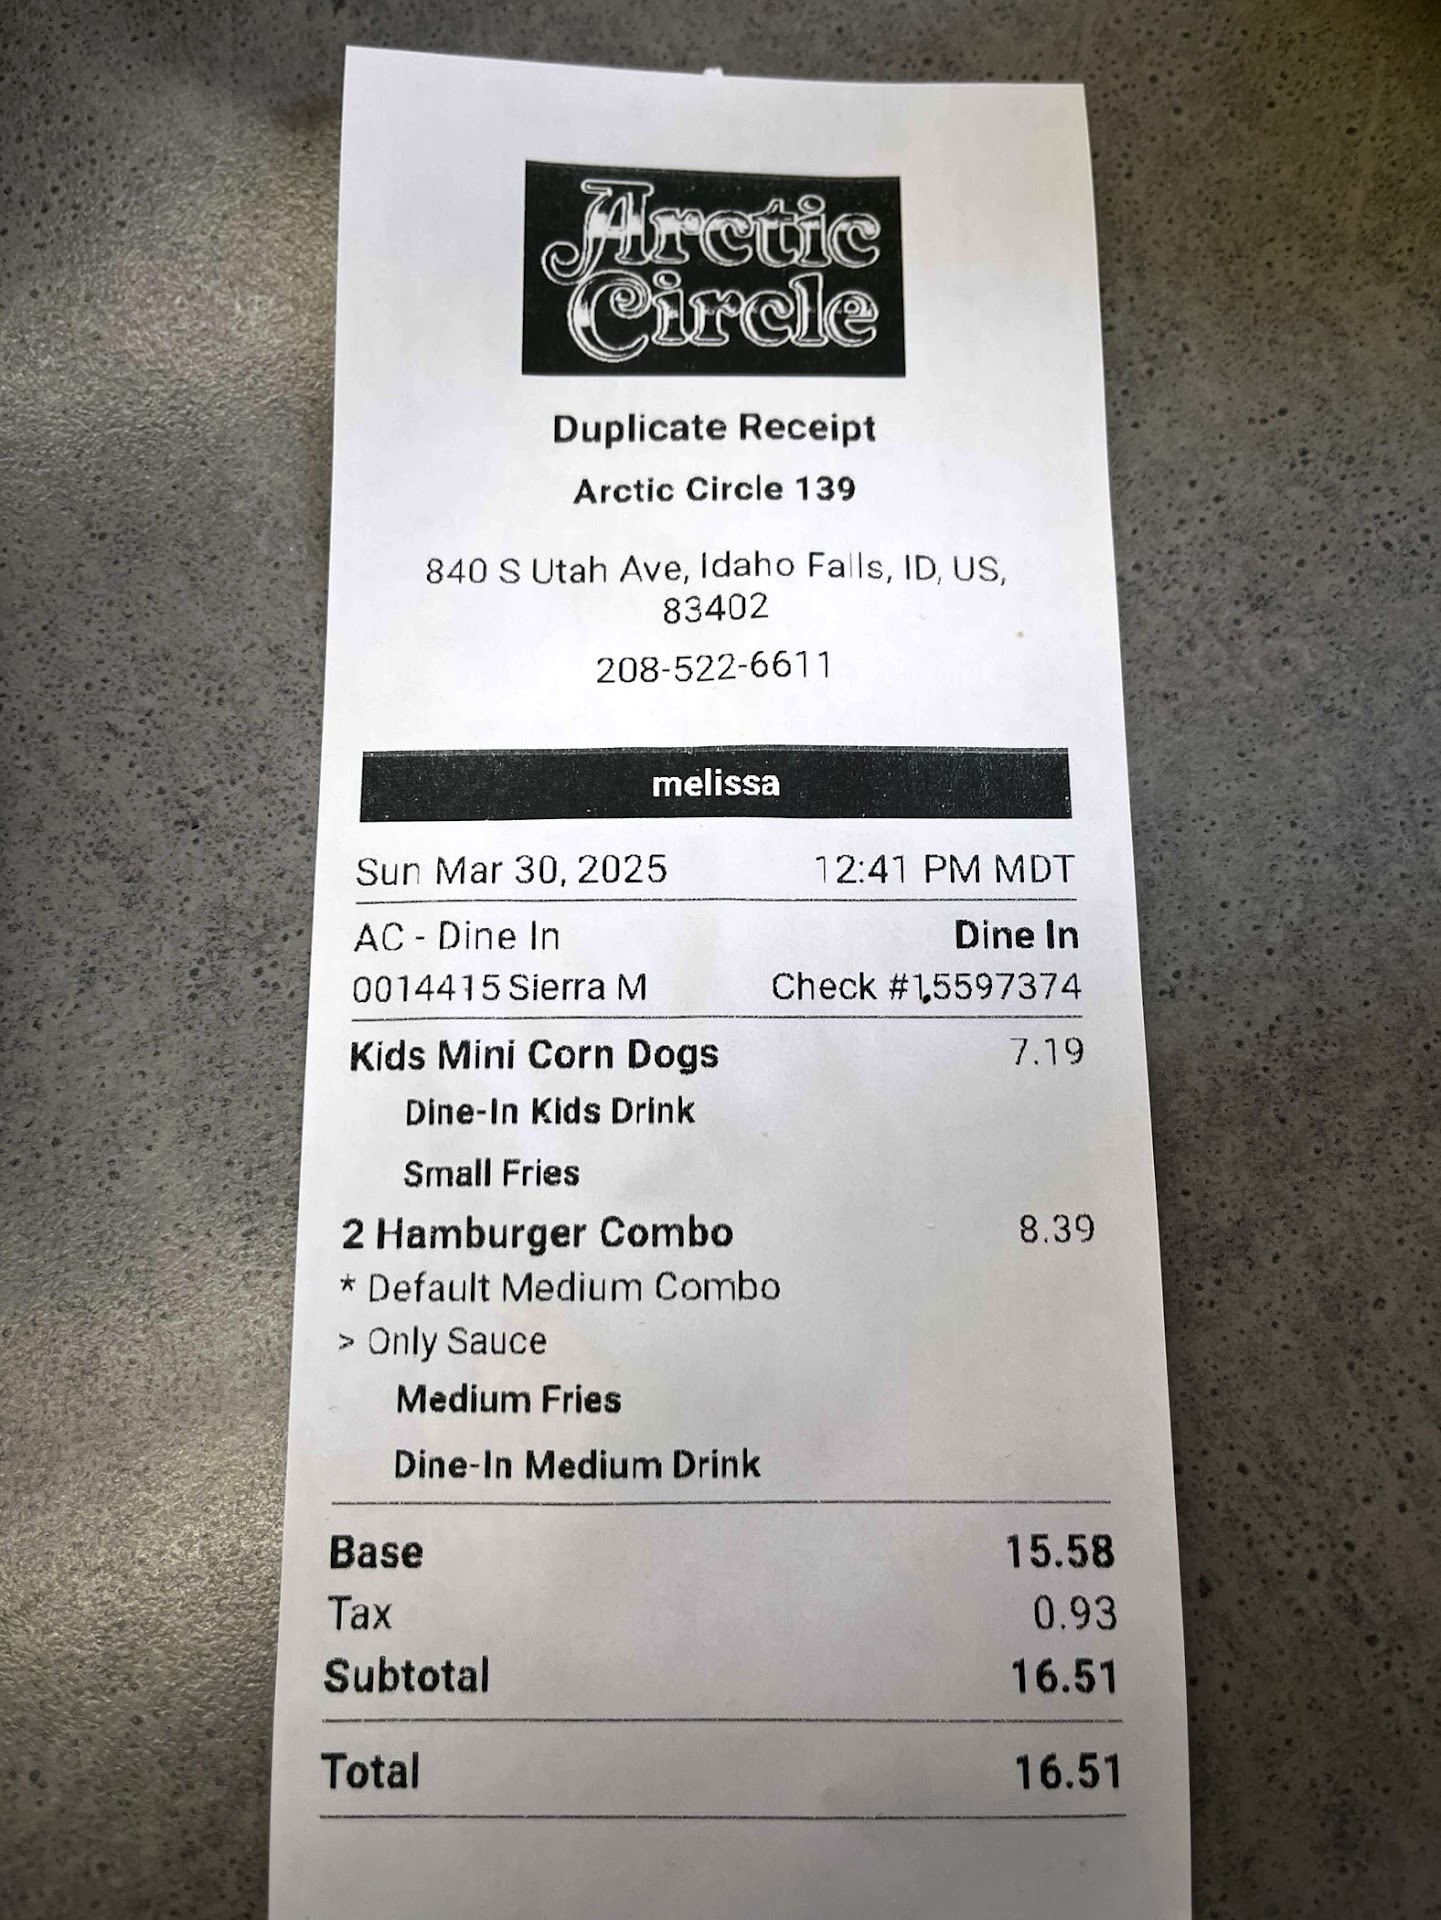 Arctic
Circle
Duplicate Receipt
Arctic Circle 139
840 S Utah Ave, Idaho Falls, ID, US,
83402
208-522-6611
melissa
Sun Mar 30, 2025 12:41 PM MDT
AC - Dine In Dine In
0014415 Sierra M Check #15597374
Kids Mini Corn Dogs 7.19
Dine-In Kids Drink
Small Fries
2 Hamburger Combo 8.39
* Default Medium Combo
> Only Sauce
Medium Fries
Dine-In Medium Drink
Base 15.58
Tax 0.93
Subtotal 16.51
Total 16.51